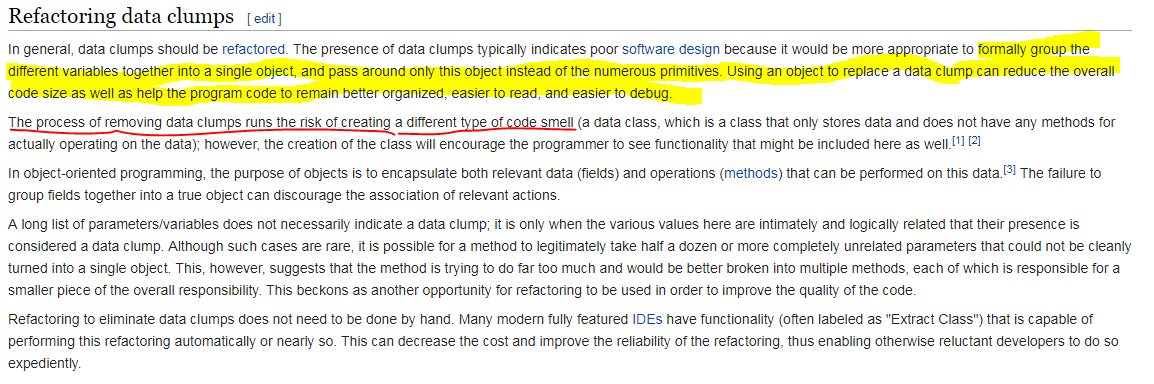 Refactoring data clumps [ edit ]
In general, data clumps should be refactored. The presence of data clumps typically indicates poor software design because it would be more appropriate to formally group the
different variables together into a single object, and pass around only this object instead of the numerous primitives. Using an object to replace a data clump can reduce the overall
code size as well as help the program code to remain better organized, easier to read, and easier to debug.
The process of removing data clumps runs the risk of creating a different type of code smell (a data class, which is a class that only stores data and does not have any methods for
actually operating on the data); however, the creation of the class will encourage the programmer to see functionality that might be included here as well.[1] [2]
In object-oriented programming, the purpose of objects is to encapsulate both relevant data (fields) and operations (methods) that can be performed on this data.[3] The failure to
group fields together into a true object can discourage the association of relevant actions.
A long list of parameters/variables does not necessarily indicate a data clump; it is only when the various values here are intimately and logically related that their presence is
considered a data clump. Although such cases are rare, it is possible for a method to legitimately take half a dozen or more completely unrelated parameters that could not be cleanly
turned into a single object. This, however, suggests that the method is trying to do far too much and would be better broken into multiple methods, each of which is responsible for a
smaller piece of the overall responsibility. This beckons as another opportunity for refactoring to be used in order to improve the quality of the code.
Refactoring to eliminate data clumps does not need to be done by hand. Many modern fully featured IDEs have functionality (often labeled as "Extract Class") that is capable of
performing this refactoring automatically or nearly so. This can decrease the cost and improve the reliability of the refactoring, thus enabling otherwise reluctant developers to do so
expediently.